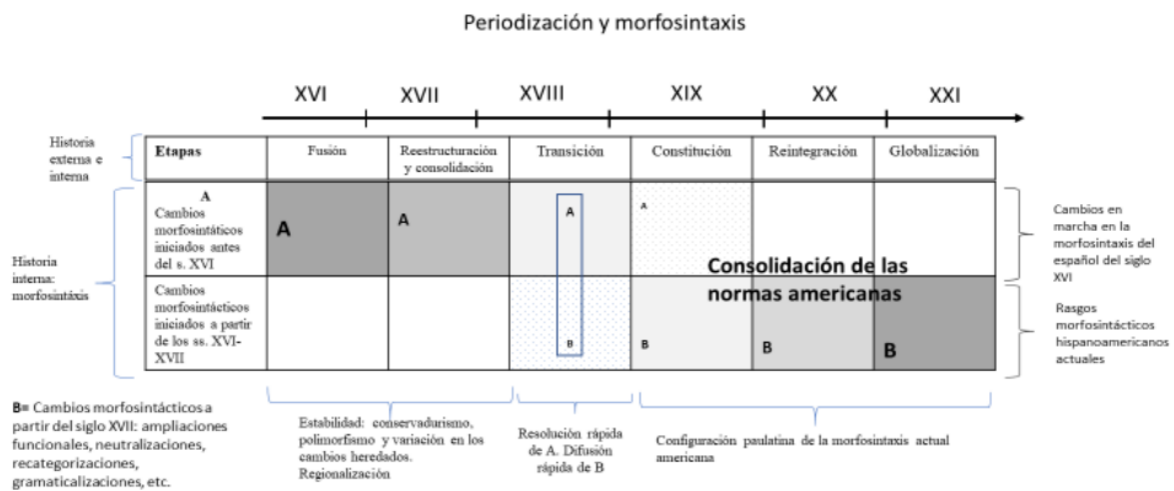 Periodización y morfosintaxis
XVI XVII XVIII XIX XX XXI
Historia
externa e
interna
Etapas
Fusión
Reestructuración
y consolidación
Transición
Constitución
Reintegración
Globalización
Historia
interna:
morfosintáxis
A
Cambios
morfosintáticos
iniciados antes
del s. XVI
A
A
A
A
Cambios en
marcha en la
morfosintaxis del
español del siglo
XVI
Consolidación de las
normas americanas
Cambios
morfosintácticos
iniciados a partir
de los ss. XVI-
XVII
B
B
B
B
Rasgos
morfosintácticos
hispanoamericanos
actuales
B= Cambios morfosintácticos a
partir del siglo XVII: ampliaciones
funcionales, neutralizaciones,
recategorizaciones,
gramaticalizaciones, etc.
Estabilidad: conservadurismo,
polimorfismo y variación en los
cambios heredados.
Regionalización
Resolución rápida
de A. Difusión
rápida de B
Configuración paulatina de la morfosintaxis actual
americana